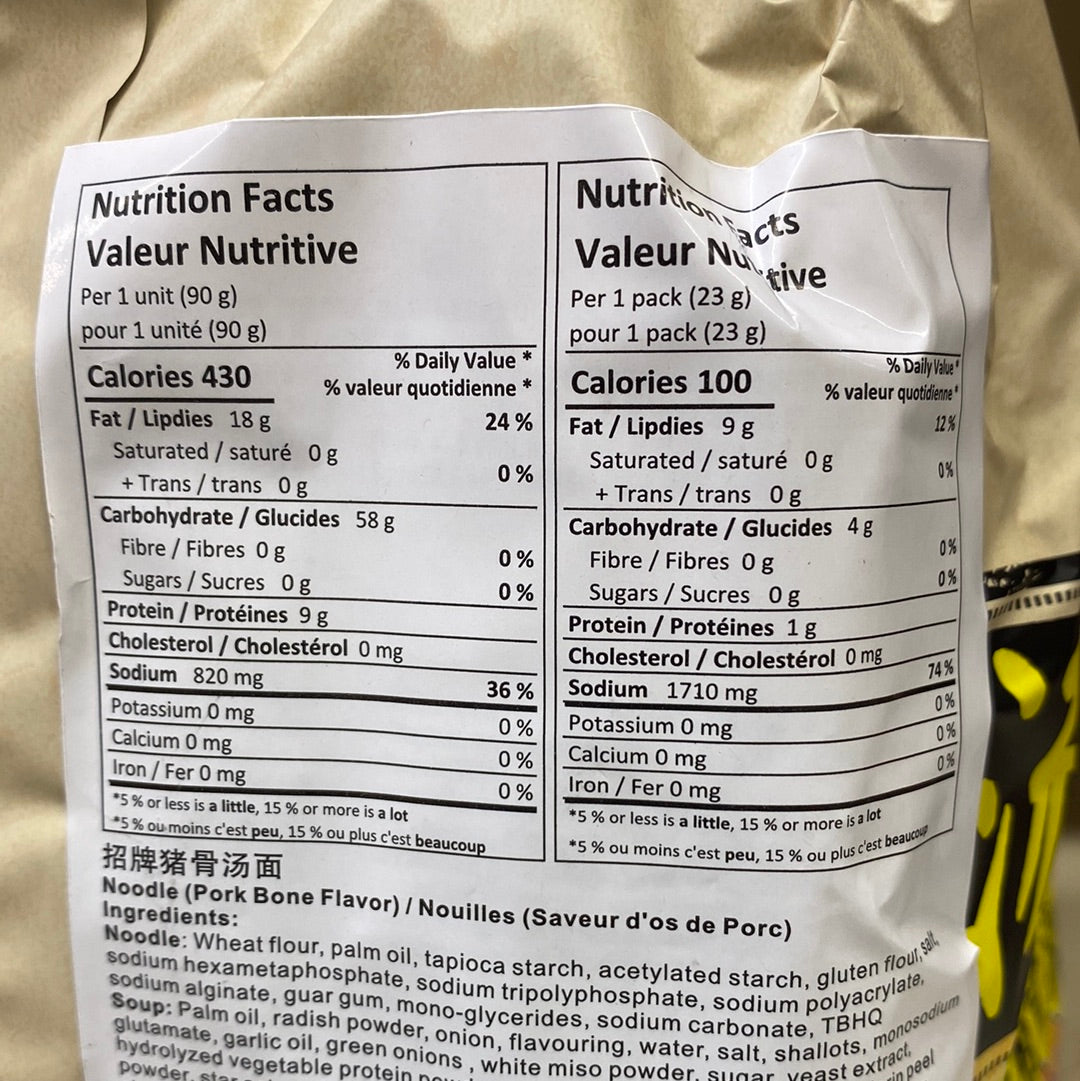 Nutrition Facts
Valeur Nutritive
Per 1 unit (90 g)
pour 1 unité (90 g)
% Daily Value *
Calories 430
% valeur quotidienne *
Fat / Lipdies 18 g 24 %
Saturated / saturé 0 g
+ Trans / trans 0 g 0 %
Carbohydrate / Glucides 58 g
Fibre / Fibres 0 g 0 %
Sugars / Sucres 0 g 0 %
Protein / Protéines 9 g
Cholesterol / Cholestérol 0 mg
Sodium 820 mg 36 %
Potassium 0 mg 0 %
Calcium 0 mg 0 %
Iron / Fer 0 mg 0 %
*5 % or less is a little, 15 % or more is a lot
*5 % ou moins c'est peu, 15 % ou plus c'est beaucoup
Nutrition Facts
Valeur Nutritive
Per 1 pack (23 g)
pour 1 pack (23 g)
% Daily Value *
Calories 100
% valeur quotidienne *
Fat / Lipdies 9 g 12 %
Saturated / saturé 0 g
+ Trans / trans 0 g 0 %
Carbohydrate / Glucides 4 g
Fibre / Fibres 0 g 0 %
Sugars / Sucres 0 g 0 %
Protein / Protéines 1 g
Cholesterol / Cholestérol 0 mg
Sodium 1710 mg 74 %
Potassium 0 mg 0 %
Calcium 0 mg 0 %
Iron / Fer 0 mg 0 %
*5 % or less is a little, 15 % or more is a lot
*5 % ou moins c'est peu, 15 % ou plus c'est beaucoup
招牌猪骨汤面
Noodle (Pork Bone Flavor) / Nouilles (Saveur d'os de Porc)
Ingredients:
Noodle: Wheat flour, palm oil, tapioca starch, acetylated starch, gluten flour, salt,
sodium hexametaphosphate, sodium tripolyphosphate, sodium polyacrylate,
sodium alginate, guar gum, mono-glycerides, sodium carbonate, TBHQ
Soup: Palm oil, radish powder, onion, flavouring, water, salt, shallots, monosodium
glutamate, garlic oil, green onions, white miso powder, sugar, yeast extract,
hydrolyzed vegetable protein peel
powder,